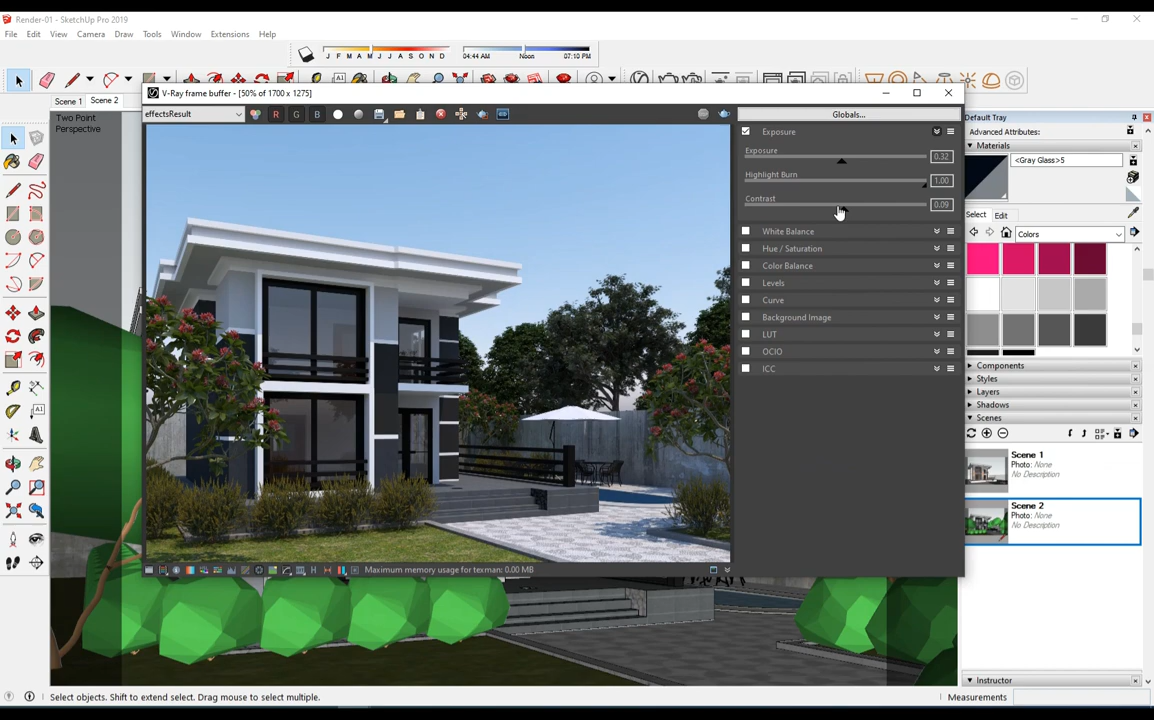 Render-01 - SketchUp Pro 2019
File Edit View Camera Draw Tools Window Extensions Help
J F M A M J J A S O N D
04:44 AM Noon 07:10 PM
Scene 1 Scene 2
V-Ray frame buffer - [50% of 1700 x 1275]
Two Point
Perspective
effectsResult
R G B
Globals...
Exposure
Exposure 0.32
Highlight Burn 1.00
Contrast 0.09
White Balance
Hue / Saturation
Color Balance
Levels
Curve
Background Image
LUT
OCIO
ICC
Maximum memory usage for texman: 0.00 MB
Default Tray
Advanced Attributes:
Materials
<Gray Glass>5
Select Edit
Colors
Components
Styles
Layers
Shadows
Scenes
Scene 1
Photo: None
No Description
Scene 2
Photo: None
No Description
Instructor
Select objects. Shift to extend select. Drag mouse to select multiple.
Measurements